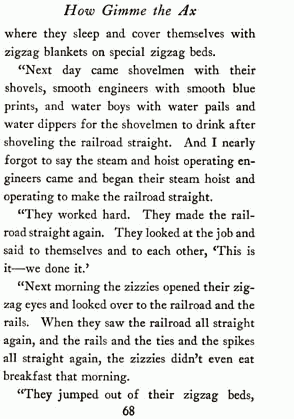 How Gimme the Ax
where they sleep and cover themselves with
zigzag blankets on special zigzag beds.
“Next day came shovelmen with their
shovels, smooth engineers with smooth blue
prints, and water boys with water pails and
water dippers for the shovelmen to drink after
shoveling the railroad straight. And I nearly
forgot to say the steam and hoist operating en-
gineers came and began their steam hoist and
operating to make the railroad straight.
“They worked hard. They made the rail-
road straight again. They looked at the job and
said to themselves and to each other, ‘This is
it—we done it.’
“Next morning the zizzies opened their zig-
zag eyes and looked over to the railroad and the
rails. When they saw the railroad all straight
again, and the rails and the ties and the spikes
all straight again, the zizzies didn’t even eat
breakfast that morning.
“They jumped out of their zigzag beds,
68